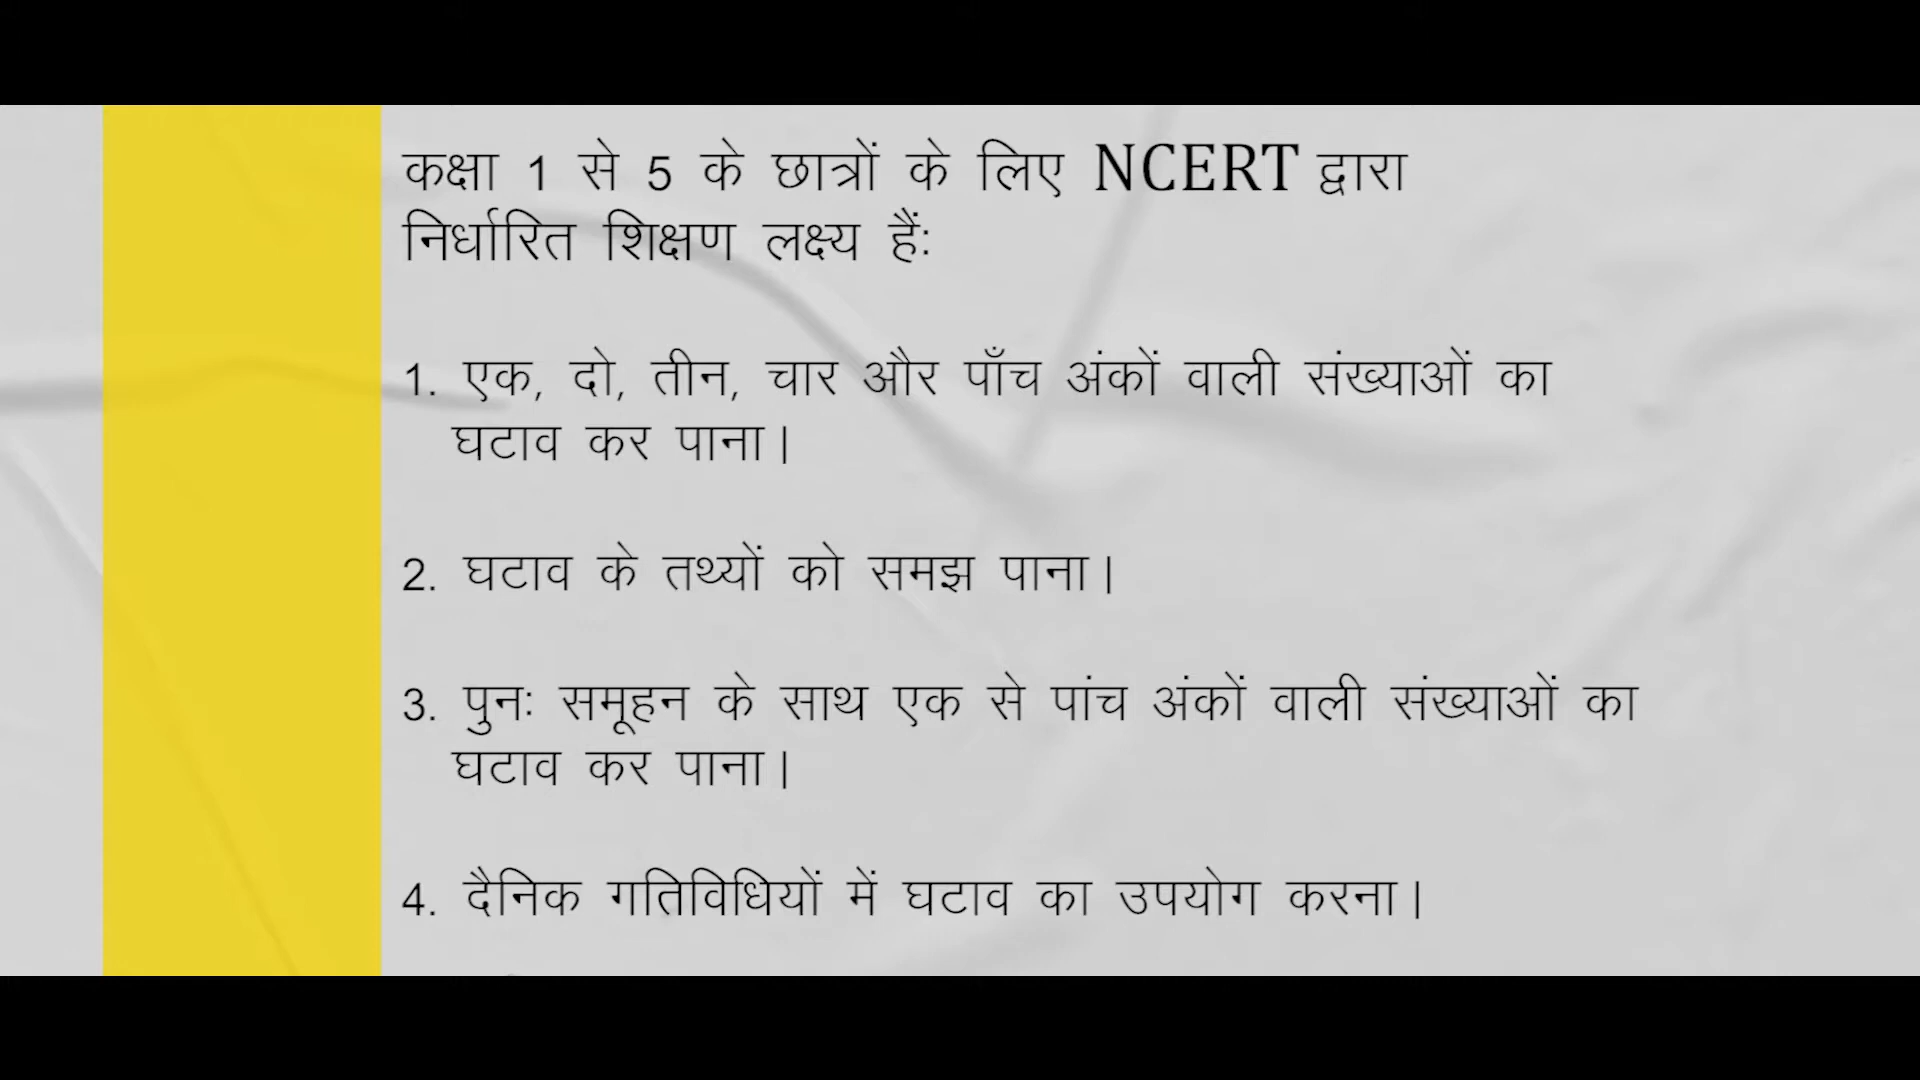 कक्षा 1 से 5 के छात्रों के लिए NCERT द्वारा
निर्धारित शिक्षण लक्ष्य हैं:
1. एक, दो, तीन, चार और पाँच अंकों वाली संख्याओं का
घटाव कर पाना।
2. घटाव के तथ्यों को समझ पाना।
3. पुनः समूहन के साथ एक से पांच अंकों वाली संख्याओं का
घटाव कर पाना।
4. दैनिक गतिविधियों में घटाव का उपयोग करना।